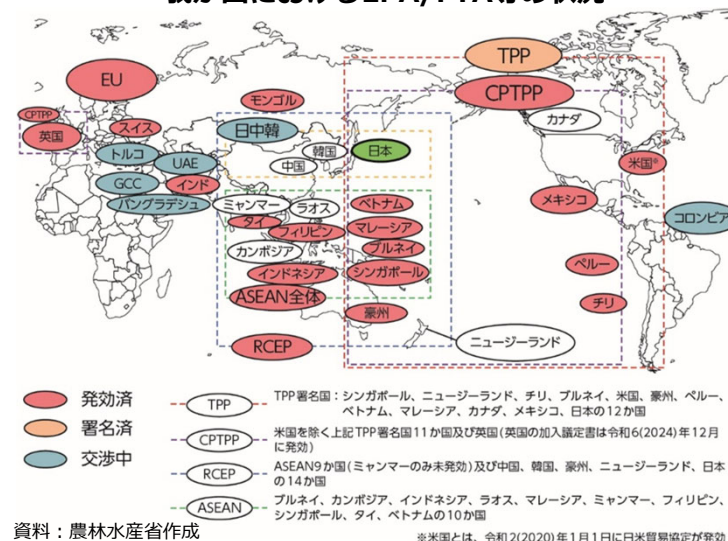 我が国におけるEPA/FTA等の状況
TPP
EU
CPTPP
モンゴル
CPTPP
カナダ
英国
スイス
日中韓
日本
韓国
トルコ
UAE
中国
米国※
GCC
インド
メキシコ
バングラデシュ
ミャンマー
ラオス
ベトナム
コロンビア
タイ
フィリピン
マレーシア
カンボジア
ブルネイ
ペルー
インドネシア
シンガポール
ASEAN全体
チリ
豪州
RCEP
ニュージーランド
発効済
署名済
交渉中
TPP
TPP署名国:シンガポール、ニュージーランド、チリ、ブルネイ、米国、豪州、ペルー、
ベトナム、マレーシア、カナダ、メキシコ、日本の12か国
CPTPP
米国を除く上記TPP署名国11か国及び英国(英国の加入議定書は令和6(2024)年12月
に発効)
RCEP
ASEAN9か国(ミャンマーのみ未発効)及び中国、韓国、豪州、ニュージーランド、日本
の14か国
ASEAN
ブルネイ、カンボジア、インドネシア、ラオス、マレーシア、ミャンマー、フィリピン、
シンガポール、タイ、ベトナムの10か国
資料:農林水産省作成
※米国とは、令和2(2020)年1月1日に日米貿易協定が発効